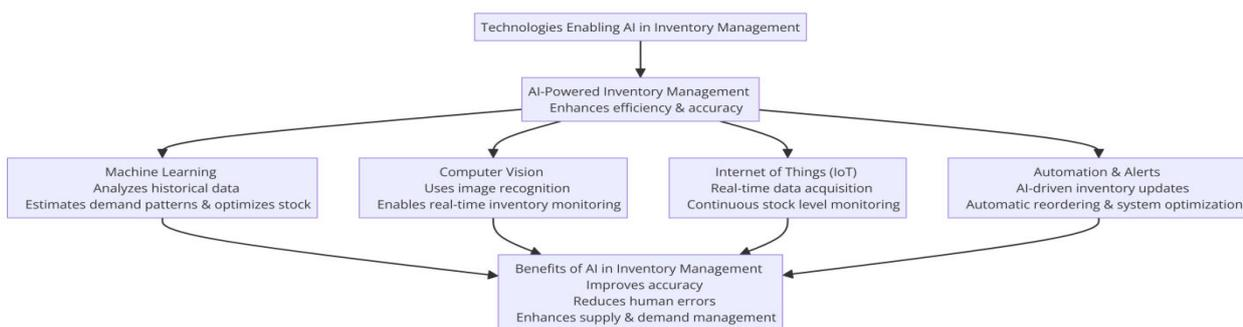 Technologies Enabling AI in Inventory Management
AI-Powered Inventory Management
Enhances efficiency & accuracy
Machine Learning
Analyzes historical data
Estimates demand patterns & optimizes stock
Computer Vision
Uses image recognition
Enables real-time inventory monitoring
Internet of Things (IoT)
Real-time data acquisition
Continuous stock level monitoring
Automation & Alerts
AI-driven inventory updates
Automatic reordering & system optimization
Benefits of AI in Inventory Management
Improves accuracy
Reduces human errors
Enhances supply & demand management